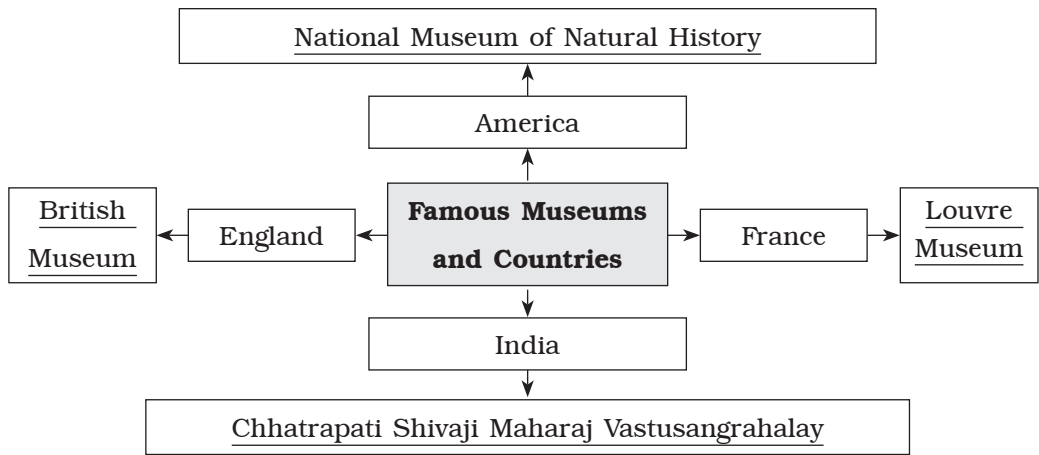 National Museum of Natural History
America
British
Museum
England
Famous Museums
and Countries
France
Louvre
Museum
India
Chhatrapati Shivaji Maharaj Vastusangrahalay